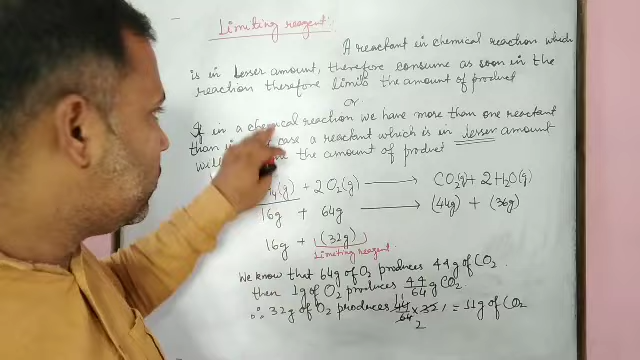 Limiting reagent:-
A reactant in chemical reaction which
is in lesser amount, therefore consume as soon in the
reaction therefore limits the amount of product
or
If in a chemical reaction we have more than one reactant
than in case a reactant which is in lesser amount
the amount of product
(g) + 2O₂(g) ⟶ CO₂(g) + 2H₂O(g)
16g + 64g ⟶ (44g) + (36g)
16g + (32g)
Limiting reagent
We know that 64g of O₂ produces 44g of CO₂
then 1g of O₂ produces 44/64 g CO₂
∴ 32g of O₂ produces 44/64 × 32 = 11 2 g of CO₂